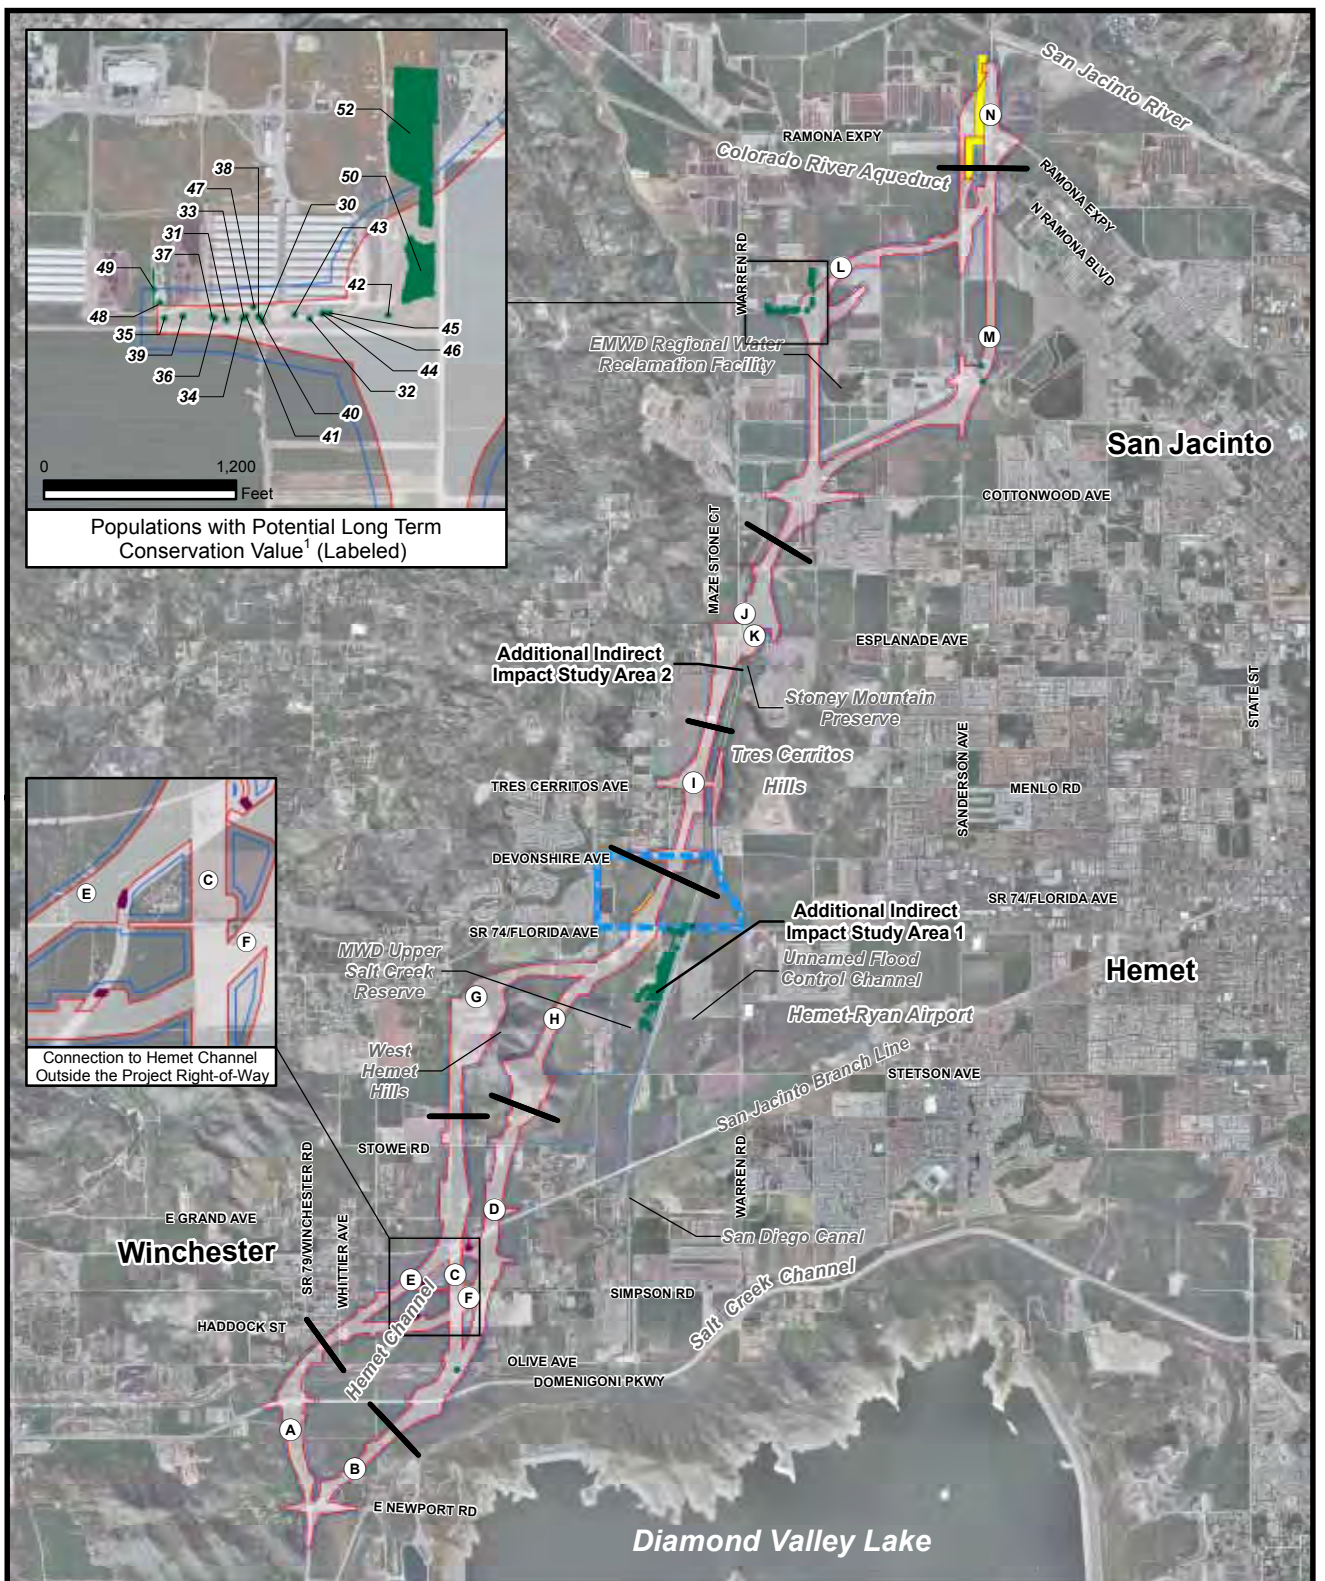 52
38
47
50
33
30
31
43
37
49
42
48
35
45
39
46
36
44
34
32
40
41
0 1,200
Feet
Populations with Potential Long Term
Conservation Value1 (Labeled)
San Jacinto River
N
RAMONA EXPY
Colorado River Aqueduct
RAMONA EXPY
N RAMONA BLVD
WARREN RD
L
M
EMWD Regional Water
Reclamation Facility
San Jacinto
COTTONWOOD AVE
MAZE STONE CT
J
K
ESPLANADE AVE
Additional Indirect
Impact Study Area 2
Stoney Mountain
Preserve
STATE ST
SANDERSON AVE
Tres Cerritos
Hills
TRES CERRITOS AVE
I
MENLO RD
DEVONSHIRE AVE
SR 74/FLORIDA AVE
SR 74/FLORIDA AVE
Additional Indirect
Impact Study Area 1
MWD Upper
Salt Creek
Reserve
Unnamed Flood
Control Channel
Hemet
G
H
Hemet-Ryan Airport
West
Hemet
Hills
San Jacinto Branch Line
STETSON AVE
E
C
F
Connection to Hemet Channel
Outside the Project Right-of-Way
STOWE RD
WARREN RD
SR 79/WINCHESTER RD
WHITTIER AVE
E GRAND AVE
D
San Diego Canal
Winchester
E
C
F
Salt Creek Channel
SIMPSON RD
HADDOCK ST
Hemet Channel
OLIVE AVE
DOMENIGONI PKWY
A
B
E NEWPORT RD
Diamond Valley Lake